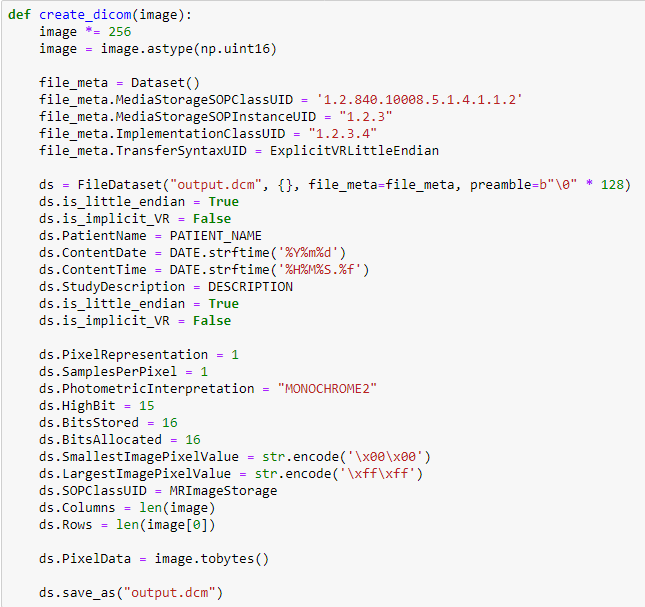 def create_dicom(image):
    image *= 256
    image = image.astype(np.uint16)

    file_meta = Dataset()
    file_meta.MediaStorageSOPClassUID = '1.2.840.10008.5.1.4.1.1.2'
    file_meta.MediaStorageSOPInstanceUID = "1.2.3"
    file_meta.ImplementationClassUID = "1.2.3.4"
    file_meta.TransferSyntaxUID = ExplicitVRLittleEndian

    ds = FileDataset("output.dcm", {}, file_meta=file_meta, preamble=b"\0" * 128)
    ds.is_little_endian = True
    ds.is_implicit_VR = False
    ds.PatientName = PATIENT_NAME
    ds.ContentDate = DATE.strftime('%Y%m%d')
    ds.ContentTime = DATE.strftime('%H%M%S.%f')
    ds.StudyDescription = DESCRIPTION
    ds.is_little_endian = True
    ds.is_implicit_VR = False

    ds.PixelRepresentation = 1
    ds.SamplesPerPixel = 1
    ds.PhotometricInterpretation = "MONOCHROME2"
    ds.HighBit = 15
    ds.BitsStored = 16
    ds.BitsAllocated = 16
    ds.SmallestImagePixelValue = str.encode('\x00\x00')
    ds.LargestImagePixelValue = str.encode('\xff\xff')
    ds.SOPClassUID = MRImageStorage
    ds.Columns = len(image)
    ds.Rows = len(image[0])

    ds.PixelData = image.tobytes()

    ds.save_as("output.dcm")